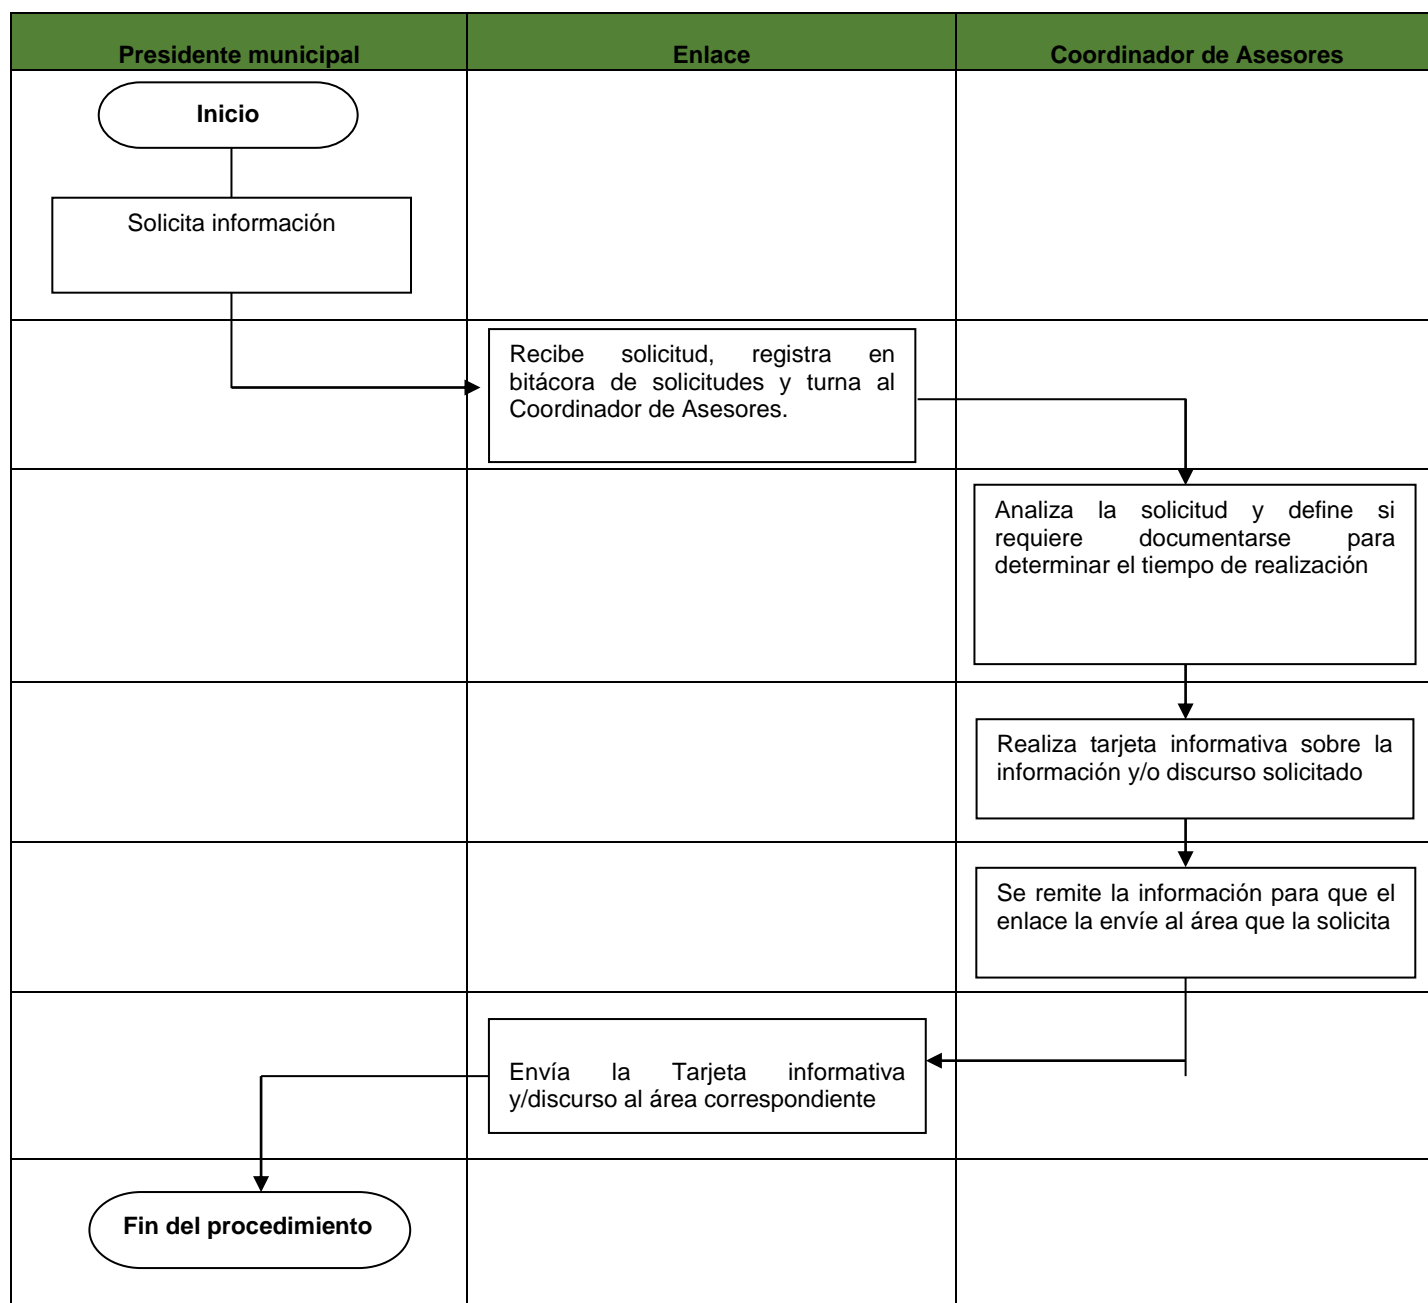 Presidente municipal
Enlace
Coordinador de Asesores
Inicio
Solicita información
Recibe solicitud, registra en
bitácora de solicitudes y turna al
Coordinador de Asesores.
Analiza la solicitud y define si
requiere documentarse para
determinar el tiempo de realización
Realiza tarjeta informativa sobre la
información y/o discurso solicitado
Se remite la información para que el
enlace la envíe al área que la solicita
Envía la Tarjeta informativa
y/discurso al área correspondiente
Fin del procedimiento